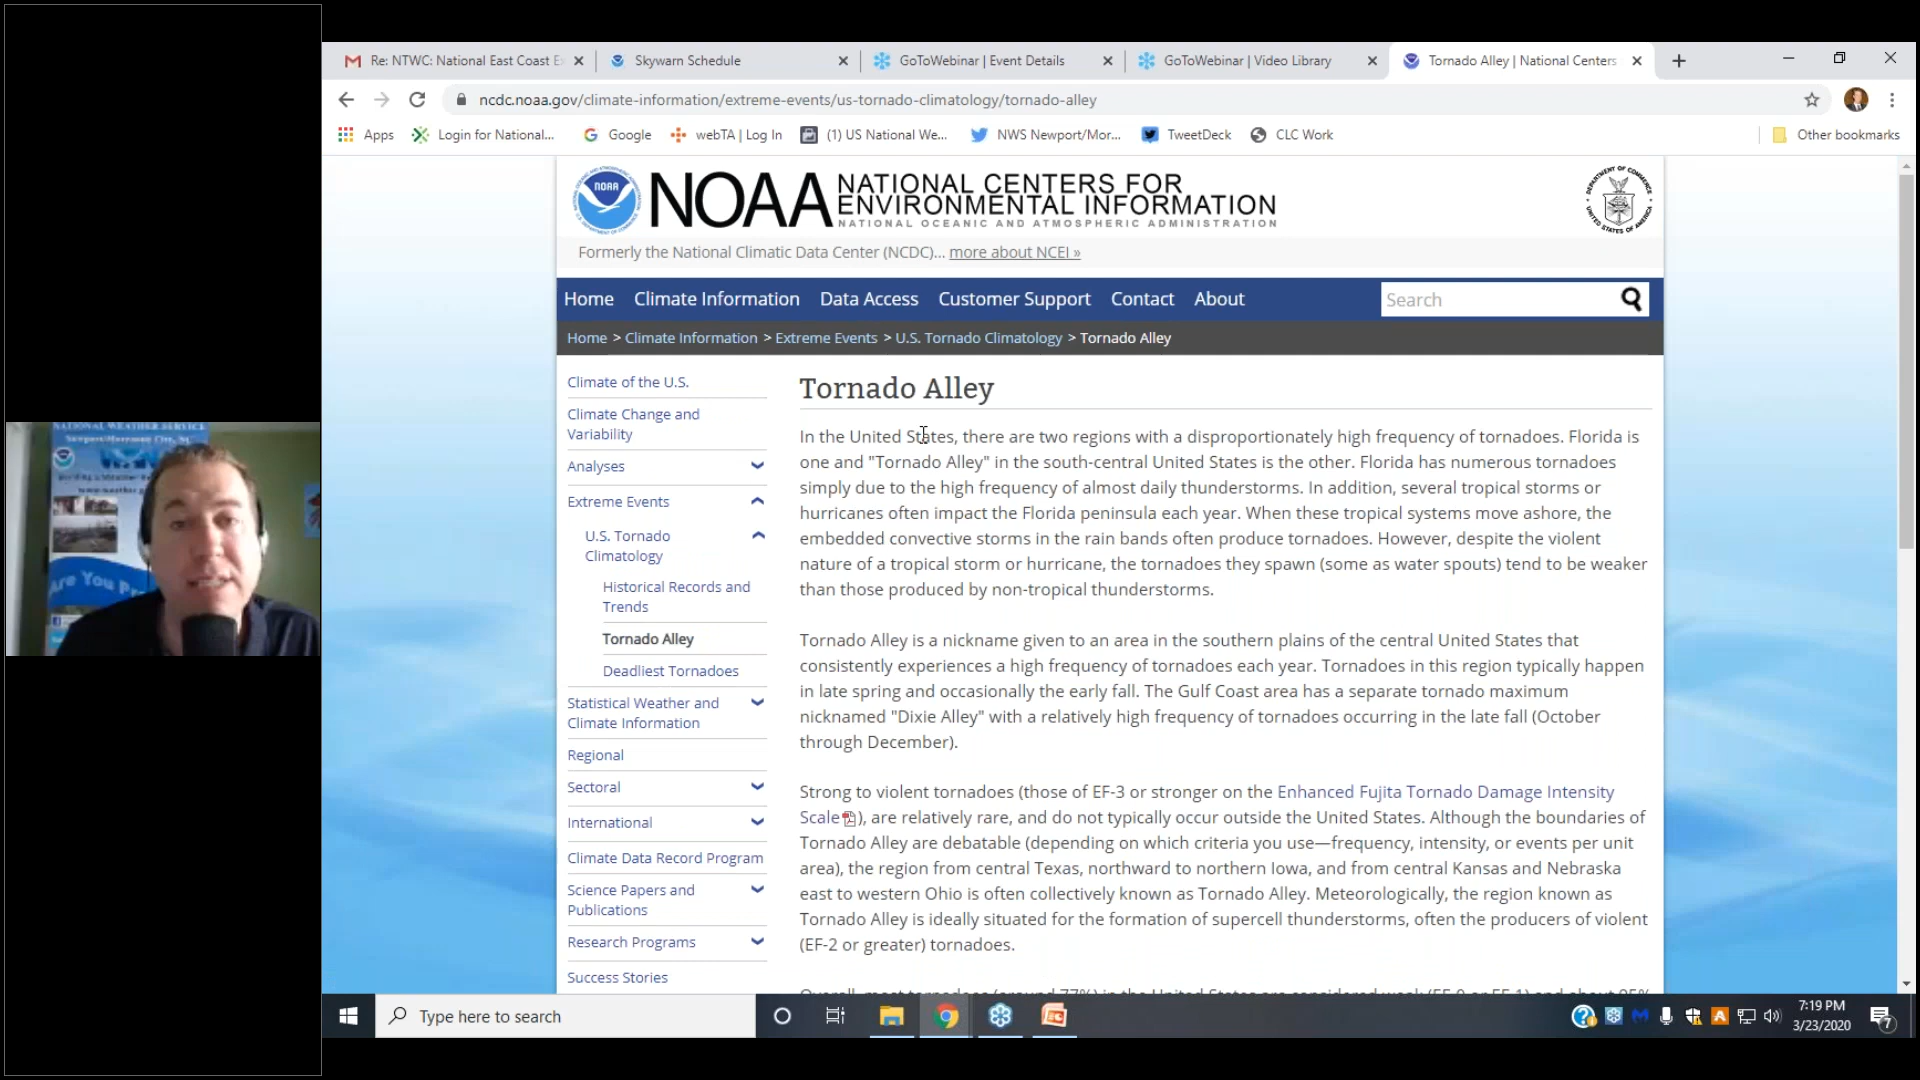 Re: NTWC: National East Coast E
Skywarn Schedule
GoToWebinar | Event Details
GoToWebinar | Video Library
Tornado Alley | National Centers
ncdc.noaa.gov/climate-information/extreme-events/us-tornado-climatology/tornado-alley
Apps
Login for National...
Google
webTA | Log In
(1) US National We...
NWS Newport/Mor...
TweetDeck
CLC Work
Other bookmarks
NOAA
NOAA
NATIONAL CENTERS FOR
ENVIRONMENTAL INFORMATION
NATIONAL OCEANIC AND ATMOSPHERIC ADMINISTRATION
DEPARTMENT OF COMMERCE
UNITED STATES OF AMERICA
Formerly the National Climatic Data Center (NCDC)... more about NCEI »
Home Climate Information Data Access Customer Support Contact About
Search
Home > Climate Information > Extreme Events > U.S. Tornado Climatology > Tornado Alley
Climate of the U.S.
Climate Change and
Variability
Analyses
Extreme Events
U.S. Tornado
Climatology
Historical Records and
Trends
Tornado Alley
Deadliest Tornadoes
Statistical Weather and
Climate Information
Regional
Sectoral
International
Climate Data Record Program
Science Papers and
Publications
Research Programs
Success Stories
Tornado Alley
In the United States, there are two regions with a disproportionately high frequency of tornadoes. Florida is
one and "Tornado Alley" in the south-central United States is the other. Florida has numerous tornadoes
simply due to the high frequency of almost daily thunderstorms. In addition, several tropical storms or
hurricanes often impact the Florida peninsula each year. When these tropical systems move ashore, the
embedded convective storms in the rain bands often produce tornadoes. However, despite the violent
nature of a tropical storm or hurricane, the tornadoes they spawn (some as water spouts) tend to be weaker
than those produced by non-tropical thunderstorms.
Tornado Alley is a nickname given to an area in the southern plains of the central United States that
consistently experiences a high frequency of tornadoes each year. Tornadoes in this region typically happen
in late spring and occasionally the early fall. The Gulf Coast area has a separate tornado maximum
nicknamed "Dixie Alley" with a relatively high frequency of tornadoes occurring in the late fall (October
through December).
Strong to violent tornadoes (those of EF-3 or stronger on the Enhanced Fujita Tornado Damage Intensity
Scale), are relatively rare, and do not typically occur outside the United States. Although the boundaries of
Tornado Alley are debatable (depending on which criteria you use—frequency, intensity, or events per unit
area), the region from central Texas, northward to northern Iowa, and from central Kansas and Nebraska
east to western Ohio is often collectively known as Tornado Alley. Meteorologically, the region known as
Tornado Alley is ideally situated for the formation of supercell thunderstorms, often the producers of violent
(EF-2 or greater) tornadoes.
NATIONAL WEATHER SERVICE
Are You Pr
Type here to search
7:19 PM
3/23/2020
7